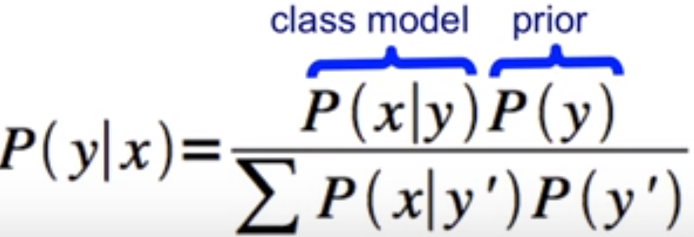 class model prior
P(x|y)P(y)
P(y|x)=
∑ P(x|y')P(y')